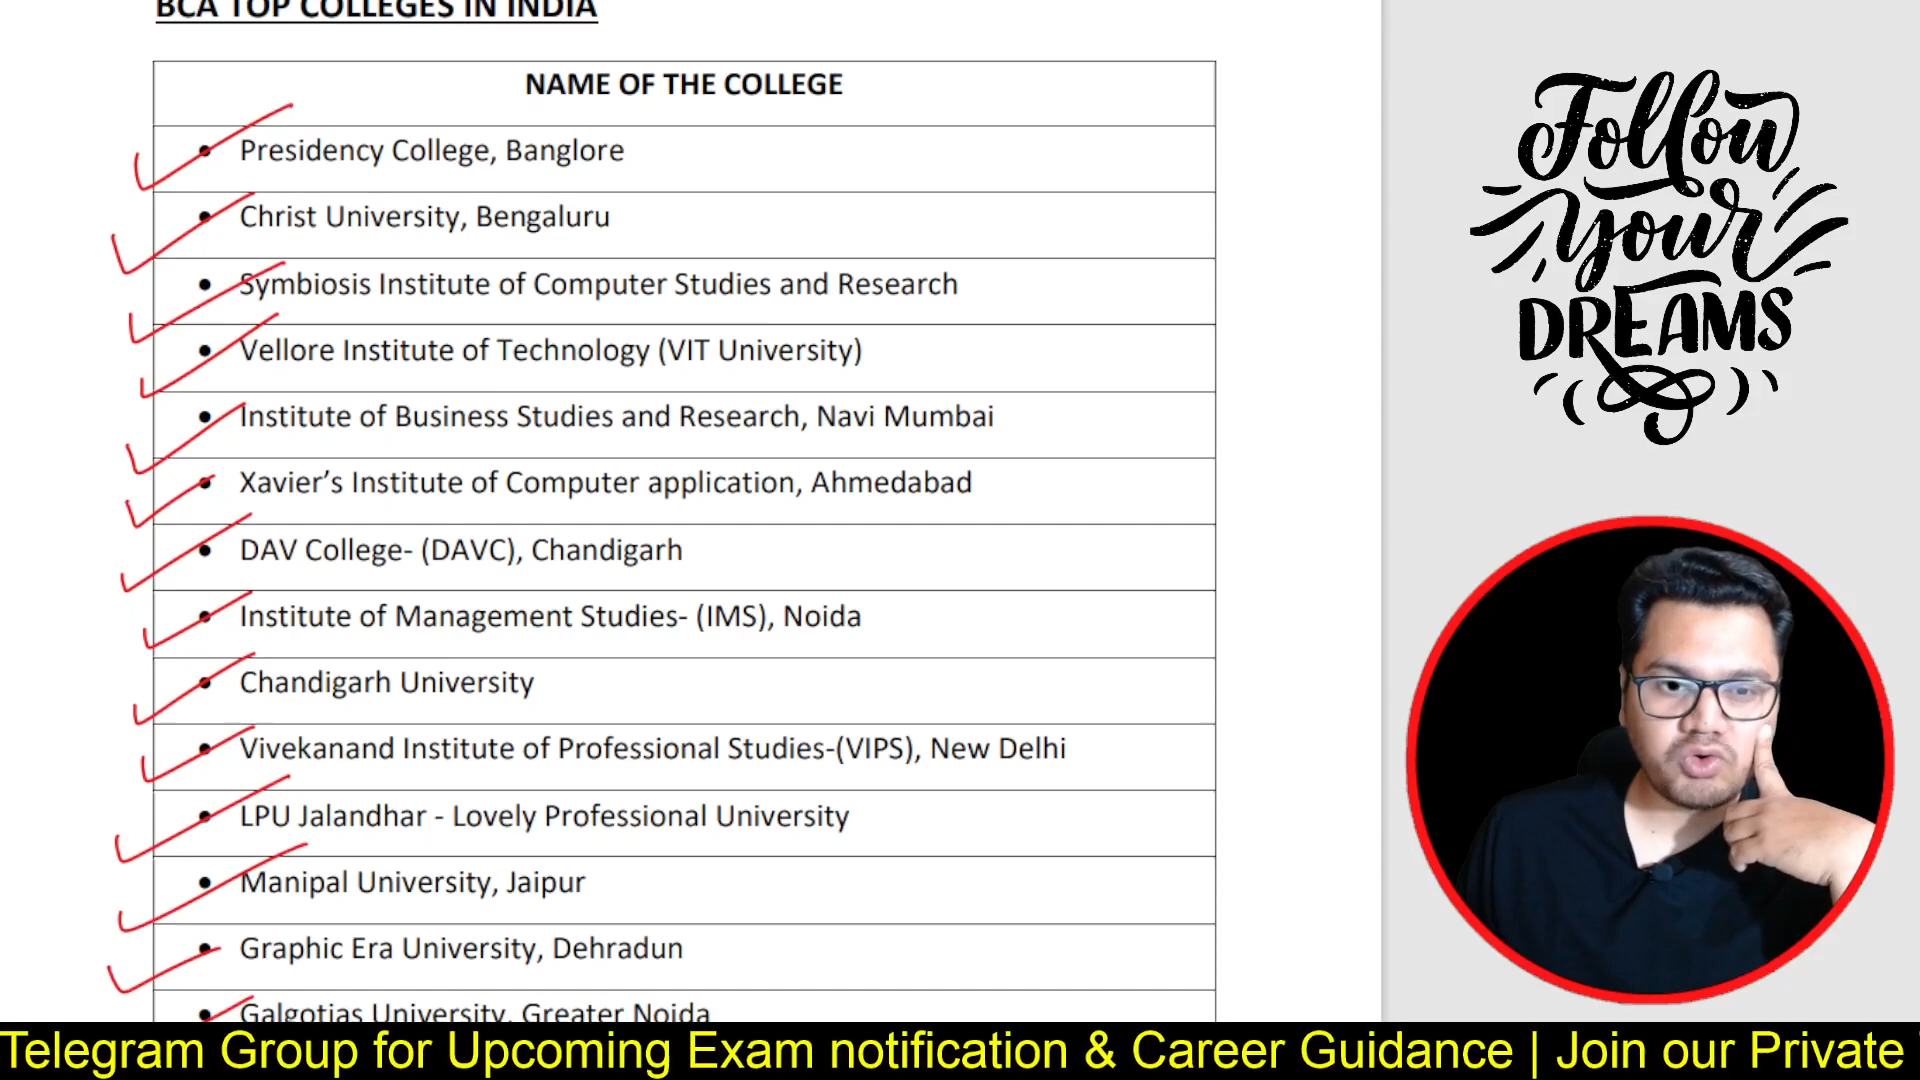 BCA TOP COLLEGES IN INDIA
NAME OF THE COLLEGE
• Presidency College, Banglore
• Christ University, Bengaluru
• Symbiosis Institute of Computer Studies and Research
• Vellore Institute of Technology (VIT University)
• Institute of Business Studies and Research, Navi Mumbai
• Xavier’s Institute of Computer application, Ahmedabad
• DAV College- (DAVC), Chandigarh
• Institute of Management Studies- (IMS), Noida
• Chandigarh University
• Vivekanand Institute of Professional Studies-(VIPS), New Delhi
• LPU Jalandhar - Lovely Professional University
• Manipal University, Jaipur
• Graphic Era University, Dehradun
• Galgotias University, Greater Noida
Follow
Your
DREAMS
Telegram Group for Upcoming Exam notification & Career Guidance | Join our Private